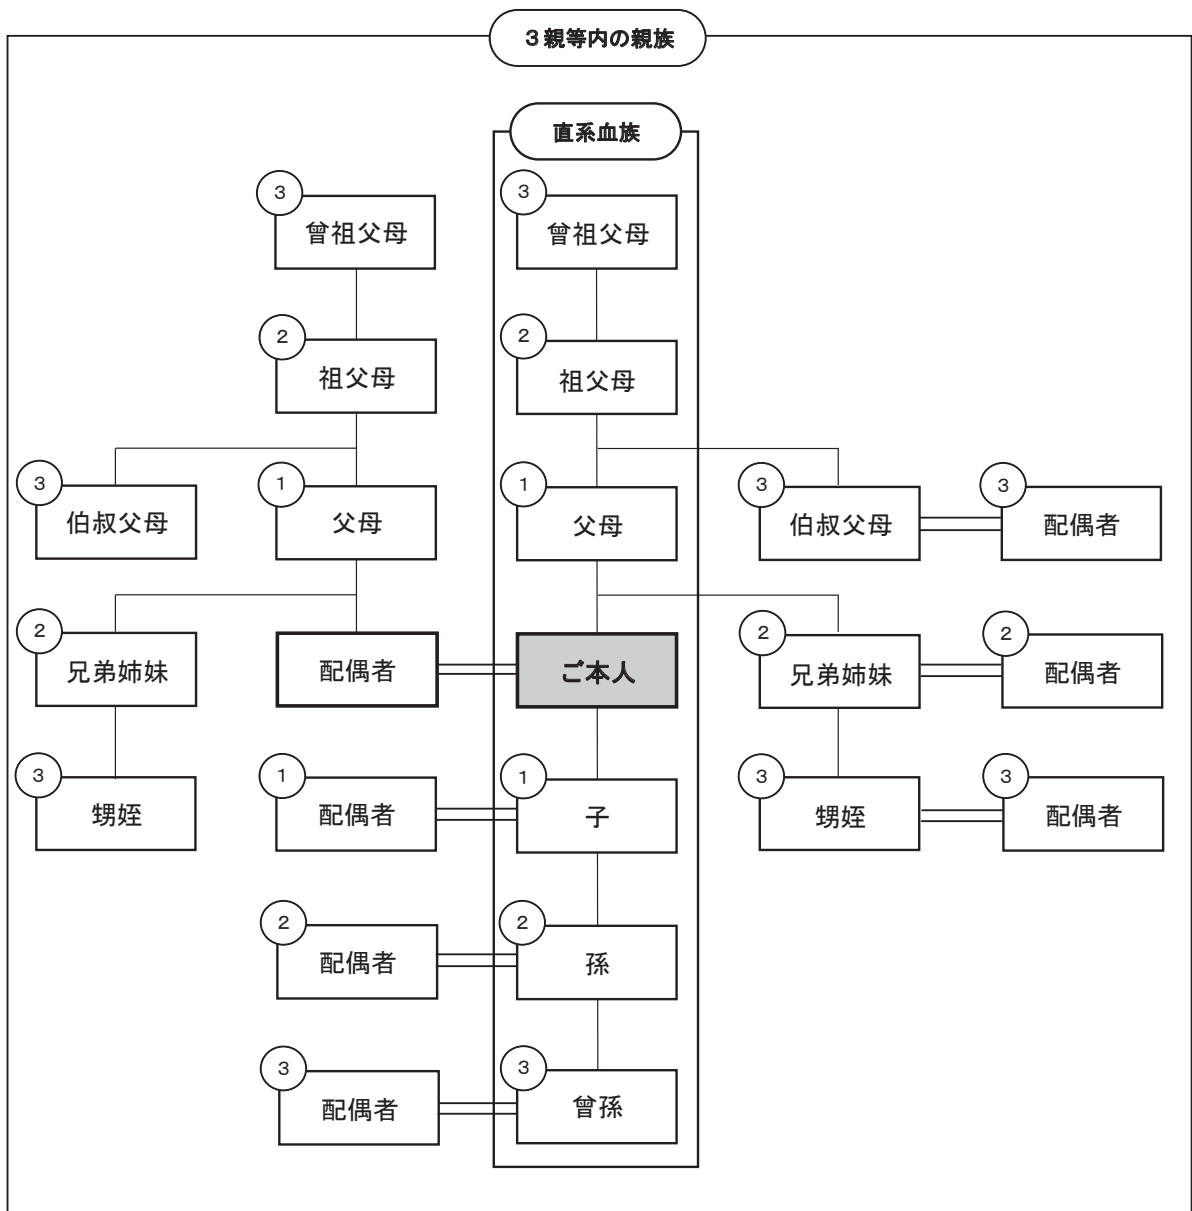 3親等内の親族
直系血族
3
曾祖父母
3
曾祖父母
2
祖父母
2
祖父母
3
伯叔父母
1
父母
1
父母
3
伯叔父母
3
配偶者
2
兄弟姉妹
配偶者
ご本人
2
兄弟姉妹
2
配偶者
3
甥姪
1
配偶者
1
子
3
甥姪
3
配偶者
2
配偶者
2
孫
3
配偶者
3
曾孫